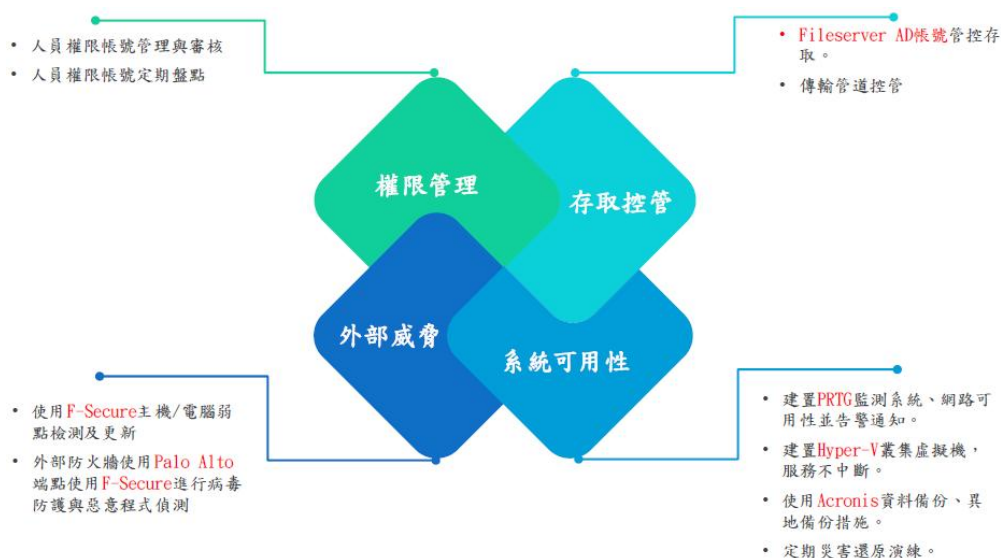 • 人員權限帳號管理與審核
• 人員權限帳號定期盤點
• Fileserver AD帳號管控存
取。
• 傳輸管道控管
權限管理
存取控管
外部威脅
系統可用性
• 使用F-Secure主機/電腦弱
點檢測及更新
• 外部防火牆使用Palo Alto
端點使用F-Secure進行病毒
防護與惡意程式偵測
• 建置PRTG監測系統、網路可
用性並告警通知。
• 建置Hyper-V叢集虛擬機，
服務不中斷。
• 使用Acronis資料備份、異
地備份措施。
• 定期災害還原演練。